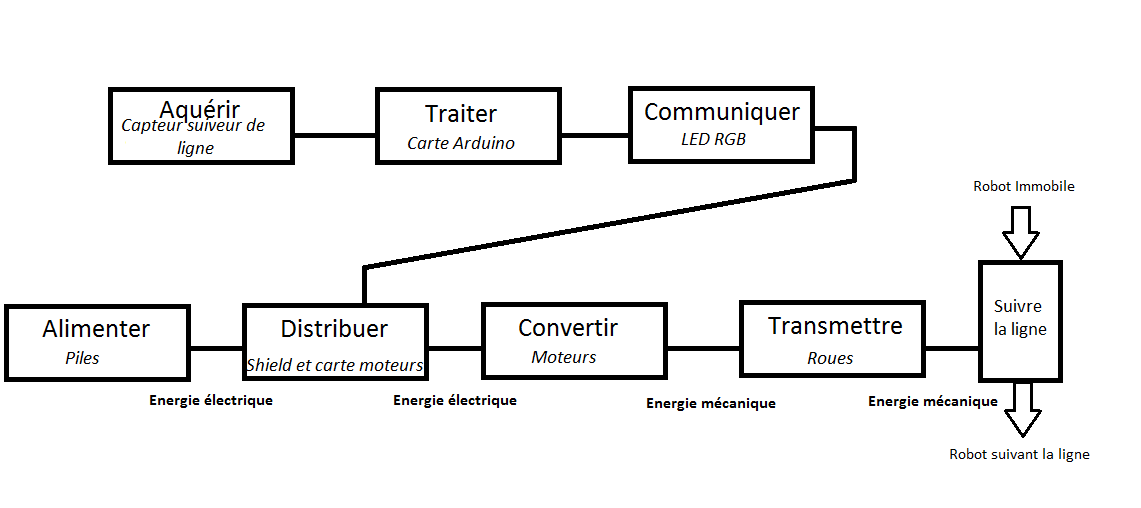 Aquérir
Capteur suiveur de
ligne
Traiter
Carte Arduino
Communiquer
LED RGB
Robot Immobile
Alimenter
Piles
Distribuer
Shield et carte moteurs
Convertir
Moteurs
Transmettre
Roues
Suivre
la ligne
Energie électrique
Energie électrique
Energie mécanique
Energie mécanique
Robot suivant la ligne